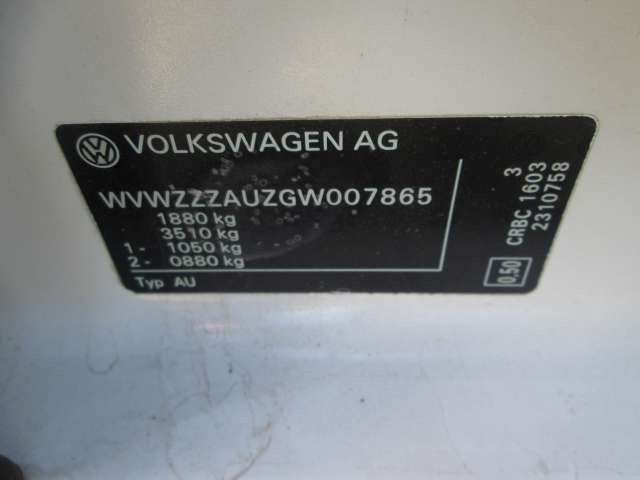 VOLKSWAGEN AG
WVWZZZAUZGW007865
1880 kg
3510 kg
1- 1050 kg
2- 0880 kg
Typ AU
3
CRBC 1603
2310758
0,50